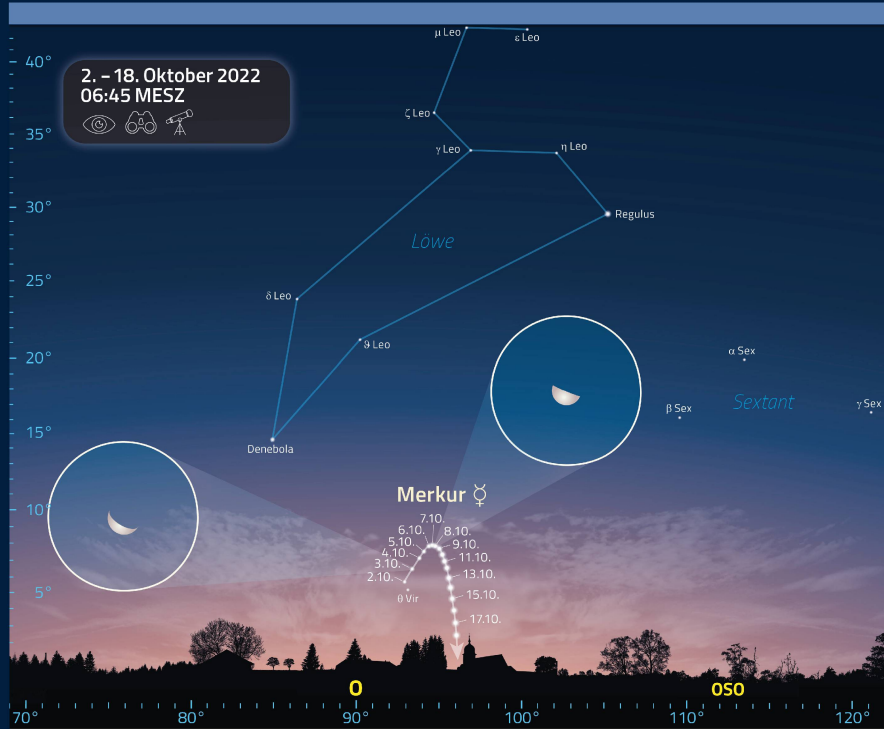 μ Leo
ε Leo
40°
2. – 18. Oktober 2022
06:45 MESZ
ζ Leo
35°
γ Leo
η Leo
30°
Regulus
Löwe
25°
δ Leo
ϑ Leo
α Sex
20°
β Sex
Sextant
γ Sex
15°
Denebola
Merkur ☿
10°
7.10.
6.10.
8.10.
5.10.
9.10.
4.10.
11.10.
3.10.
13.10.
2.10.
5°
θ Vir
15.10.
17.10.
O
OSO
70°
80°
90°
100°
110°
120°